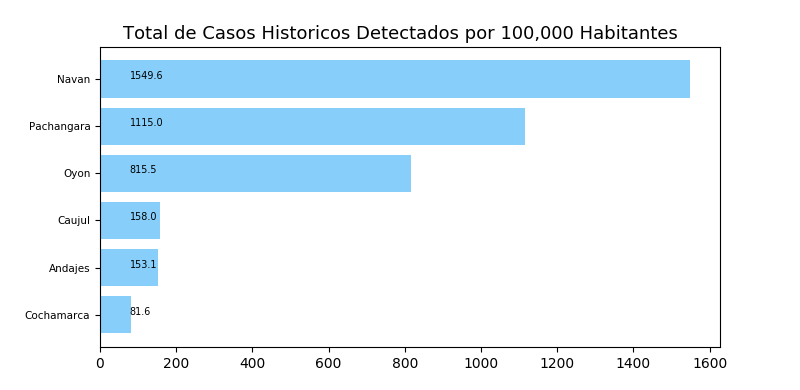 Total de Casos Historicos Detectados por 100,000 Habitantes
Navan 1549.6
Pachangara 1115.0
Oyon 815.5
Caujul 158.0
Andajes 153.1
Cochamarca 81.6
0 200 400 600 800 1000 1200 1400 1600